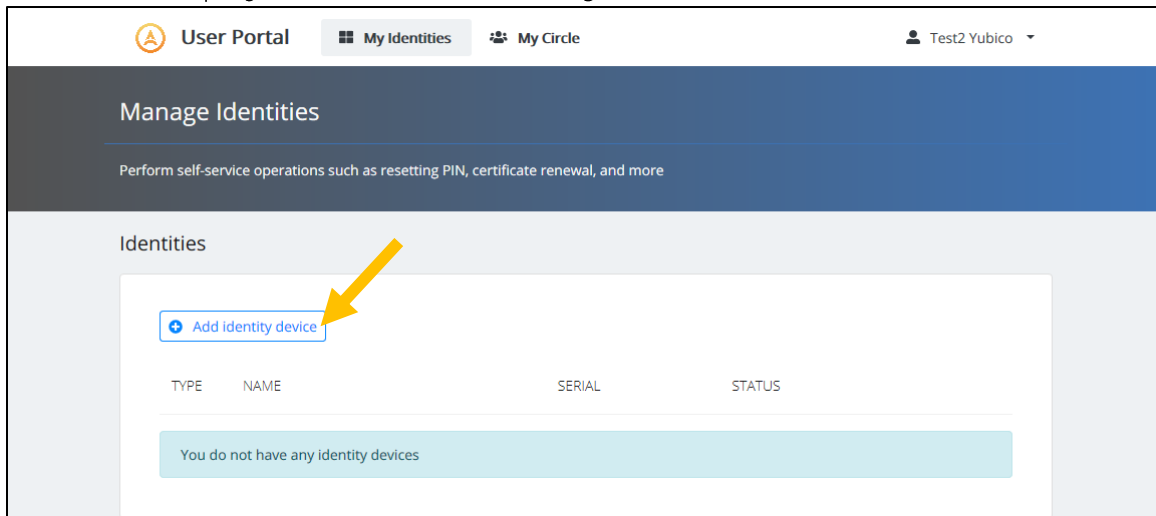 User Portal My Identities My Circle Test2 Yubico
Manage Identities
Perform self-service operations such as resetting PIN, certificate renewal, and more
Identities
Add identity device
TYPE NAME SERIAL STATUS
You do not have any identity devices